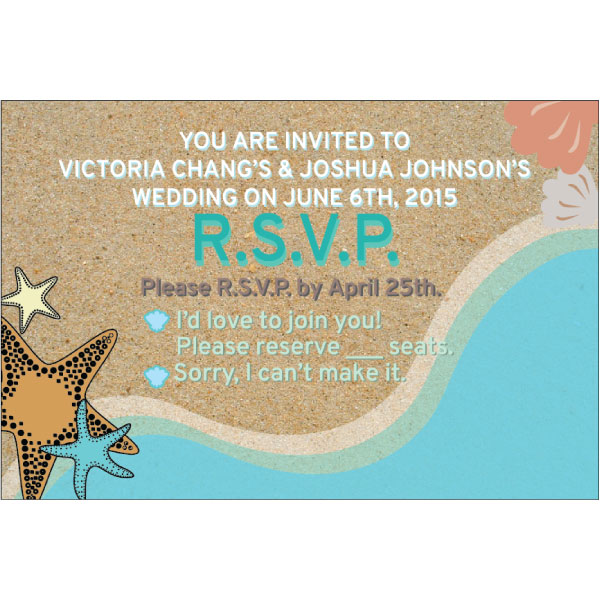 YOU ARE INVITED TO
VICTORIA CHANG'S & JOSHUA JOHNSON'S
WEDDING ON JUNE 6TH, 2015
R.S.V.P.
Please R.S.V.P. by April 25th.
I'd love to join you!
Please reserve ___ seats.
Sorry, I can't make it.